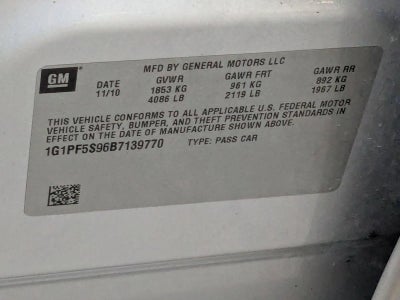 GM
MFD BY GENERAL MOTORS LLC
DATE GVWR GAWR FRT GAWR RR
11/10 1853 KG 961 KG 892 KG
4086 LB 2119 LB 1967 LB
THIS VEHICLE CONFORMS TO ALL APPLICABLE U.S. FEDERAL MOTOR
VEHICLE SAFETY, BUMPER, AND THEFT PREVENTION STANDARDS IN
EFFECT ON THE DATE OF MANUFACTURE SHOWN ABOVE.
1G1PF5S96B7139770 TYPE: PASS CAR